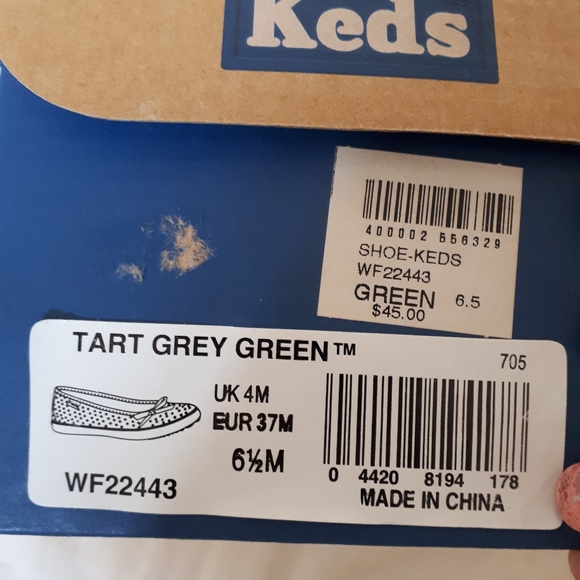 Keds
400002 556329
SHOE-KEDS
WF22443
GREEN 6.5
$45.00
TART GREY GREEN™
705
UK 4M
EUR 37M
6½M
WF22443
0 4420 8194 178
MADE IN CHINA